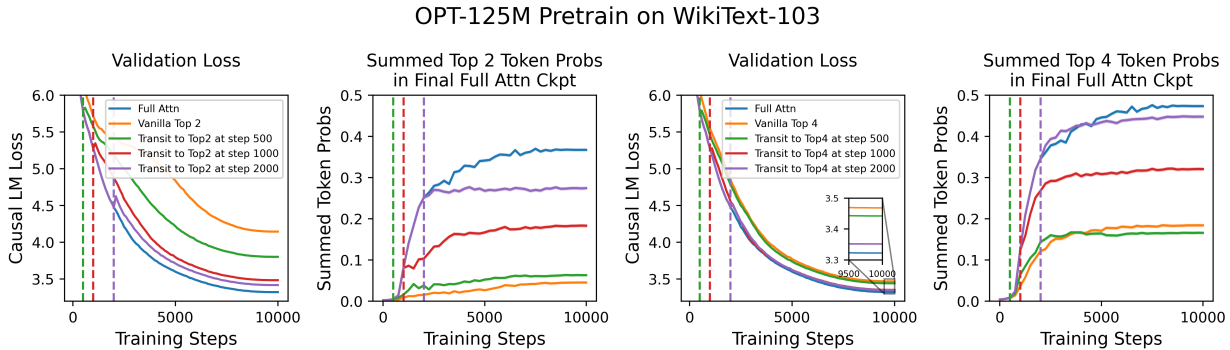 OPT-125M Pretrain on WikiText-103
Validation Loss
Causal LM Loss
6.0
5.5
5.0
4.5
4.0
3.5
Full Attn
Vanilla Top 2
Transit to Top2 at step 500
Transit to Top2 at step 1000
Transit to Top2 at step 2000
0
5000
10000
Training Steps
Summed Top 2 Token Probs
in Final Full Attn Ckpt
Summed Token Probs
0.5
0.4
0.3
0.2
0.1
0.0
0
5000
10000
Training Steps
Validation Loss
Causal LM Loss
6.0
5.5
5.0
4.5
4.0
3.5
Full Attn
Vanilla Top 4
Transit to Top4 at step 500
Transit to Top4 at step 1000
Transit to Top4 at step 2000
3.5
3.4
3.3
9500
10000
0
5000
10000
Training Steps
Summed Top 4 Token Probs
in Final Full Attn Ckpt
Summed Token Probs
0.5
0.4
0.3
0.2
0.1
0.0
0
5000
10000
Training Steps